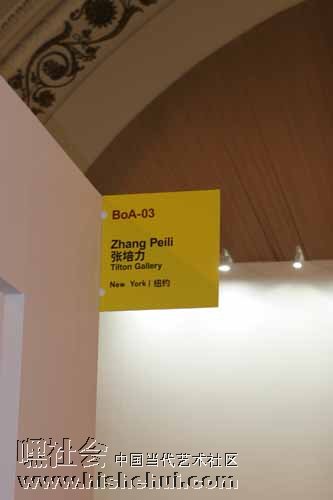 BoA-03
Zhang Peili
张培力
Tilton Gallery
New York | 纽约
嘿社会 中国当代艺术社区
www.hishehui.com